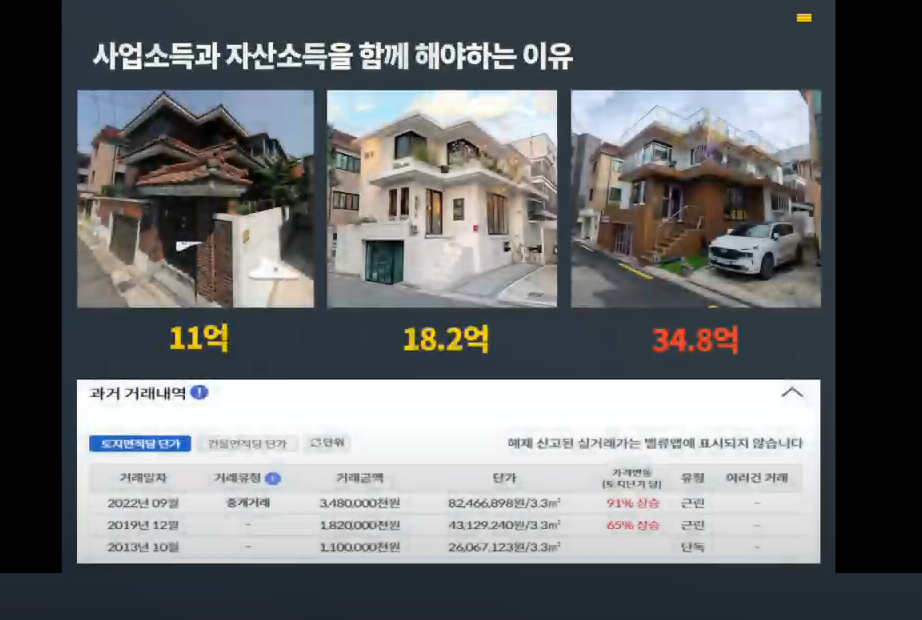 사업소득과 자산소득을 함께 해야하는 이유
11억 18.2억 34.8억
과거 거래내역
토지면적당 단가 건물면적당 단가 단위 해제 신고된 실거래가는 밸류맵에 표시되지 않습니다
거래일자 거래유형 거래금액 단가 가격변동 (토지단가 당) 유형 여러건 거래
2022년 09월 중개거래 3,480,000천원 82,466,898원/3.3㎡ 91% 상승 근린 -
2019년 12월 - 1,820,000천원 43,129,240원/3.3㎡ 65% 상승 근린 -
2013년 10월 - 1,100,000천원 26,067,123원/3.3㎡ 단독 -